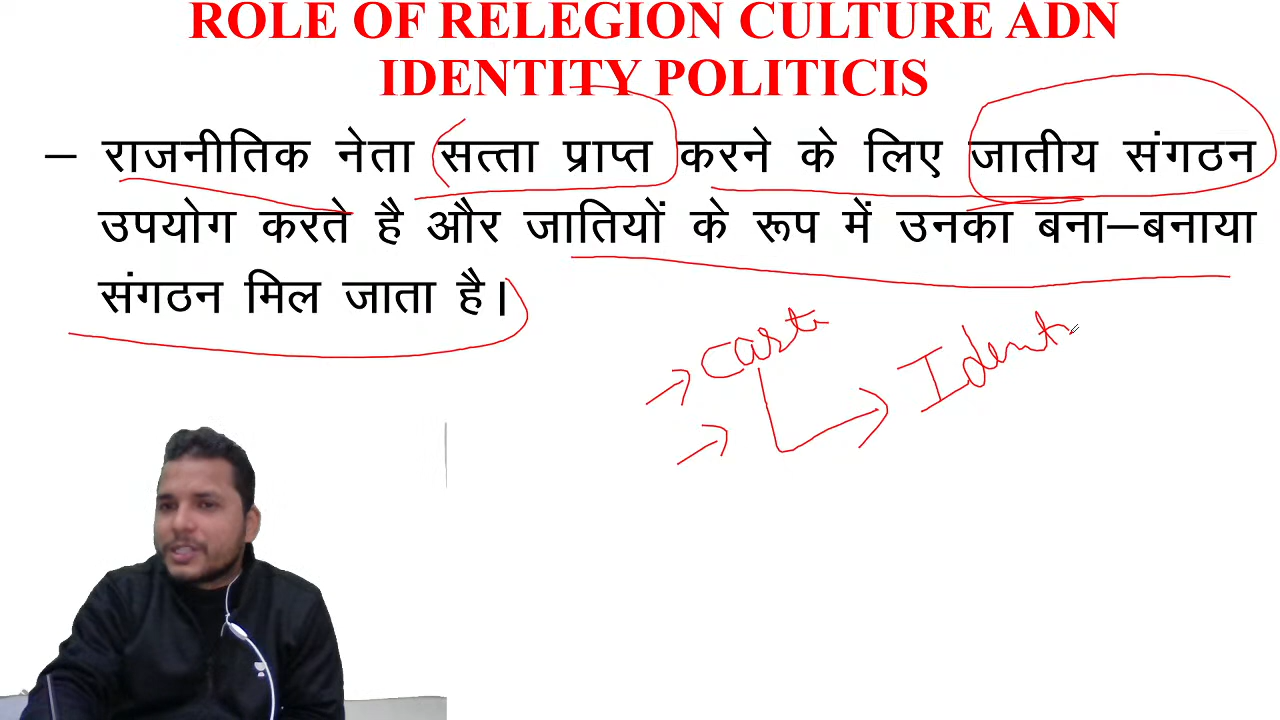 ROLE OF RELEGION CULTURE ADN
IDENTITY POLITICIS
– राजनीतिक नेता सत्ता प्राप्त करने के लिए जातीय संगठन
उपयोग करते है और जातियों के रूप में उनका बना–बनाया
संगठन मिल जाता है।
→ Caste
→ Identi